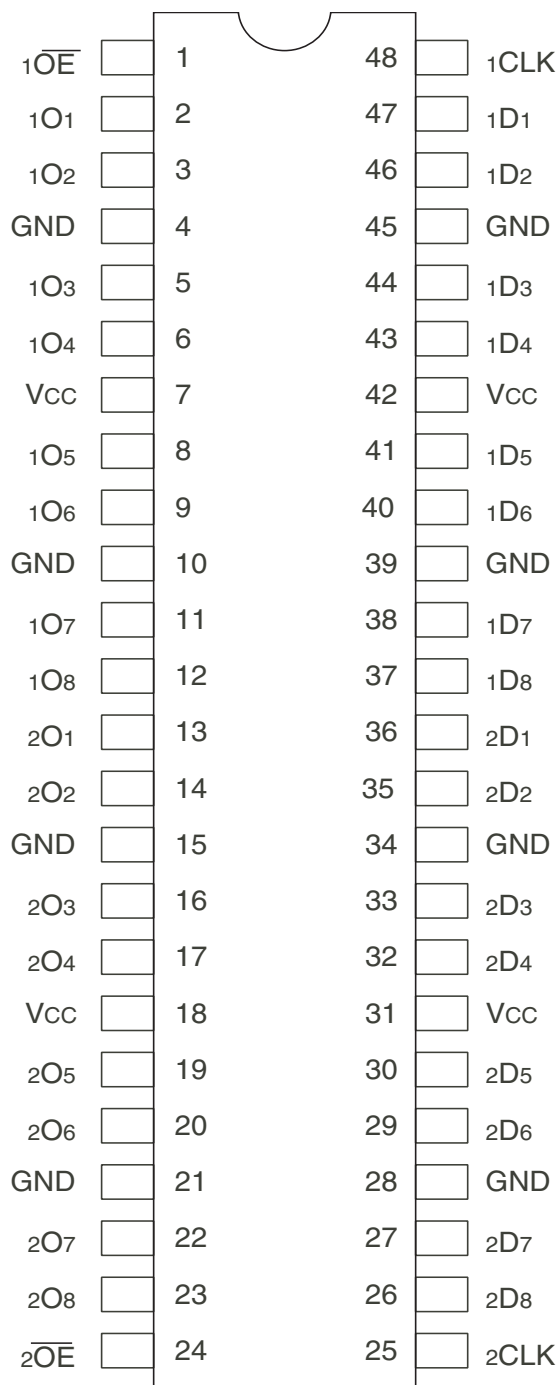 1O̅E̅ 1 48 1CLK
1O1 2 47 1D1
1O2 3 46 1D2
GND 4 45 GND
1O3 5 44 1D3
1O4 6 43 1D4
VCC 7 42 VCC
1O5 8 41 1D5
1O6 9 40 1D6
GND 10 39 GND
1O7 11 38 1D7
1O8 12 37 1D8
2O1 13 36 2D1
2O2 14 35 2D2
GND 15 34 GND
2O3 16 33 2D3
2O4 17 32 2D4
VCC 18 31 VCC
2O5 19 30 2D5
2O6 20 29 2D6
GND 21 28 GND
2O7 22 27 2D7
2O8 23 26 2D8
2O̅E̅ 24 25 2CLK